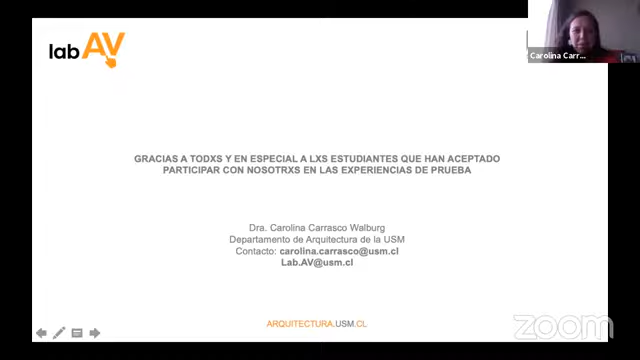 lab AV
Carolina Carr...
GRACIAS A TODXS Y EN ESPECIAL A LXS ESTUDIANTES QUE HAN ACEPTADO
PARTICIPAR CON NOSOTRXS EN LAS EXPERIENCIAS DE PRUEBA
Dra. Carolina Carrasco Walburg
Departamento de Arquitectura de la USM
Contacto: carolina.carrasco@usm.cl
Lab.AV@usm.cl
ARQUITECTURA.USM.CL
zoom